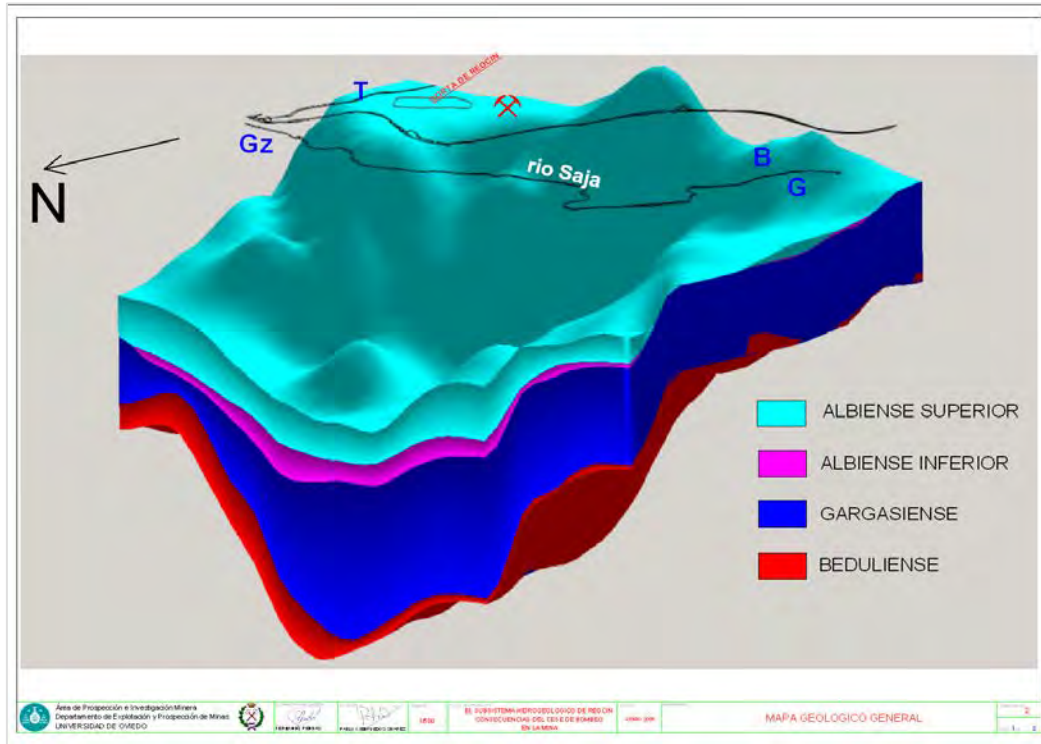 T
CORTA DE REOCIN
Gz
N
rio Saja
B
G
ALBIENSE SUPERIOR
ALBIENSE INFERIOR
GARGASIENSE
BEDULIENSE
Área de Prospección e Investigación Minera
Departamento de Explotación y Prospección de Minas
UNIVERSIDAD DE OVIEDO
EL SUBSISTEMA HIDROGEOLOGICO DE REOCIN
CONSECUENCIAS DEL CESE DE BOMBEO
EN LA MINA
MAPA GEOLOGICO GENERAL
2